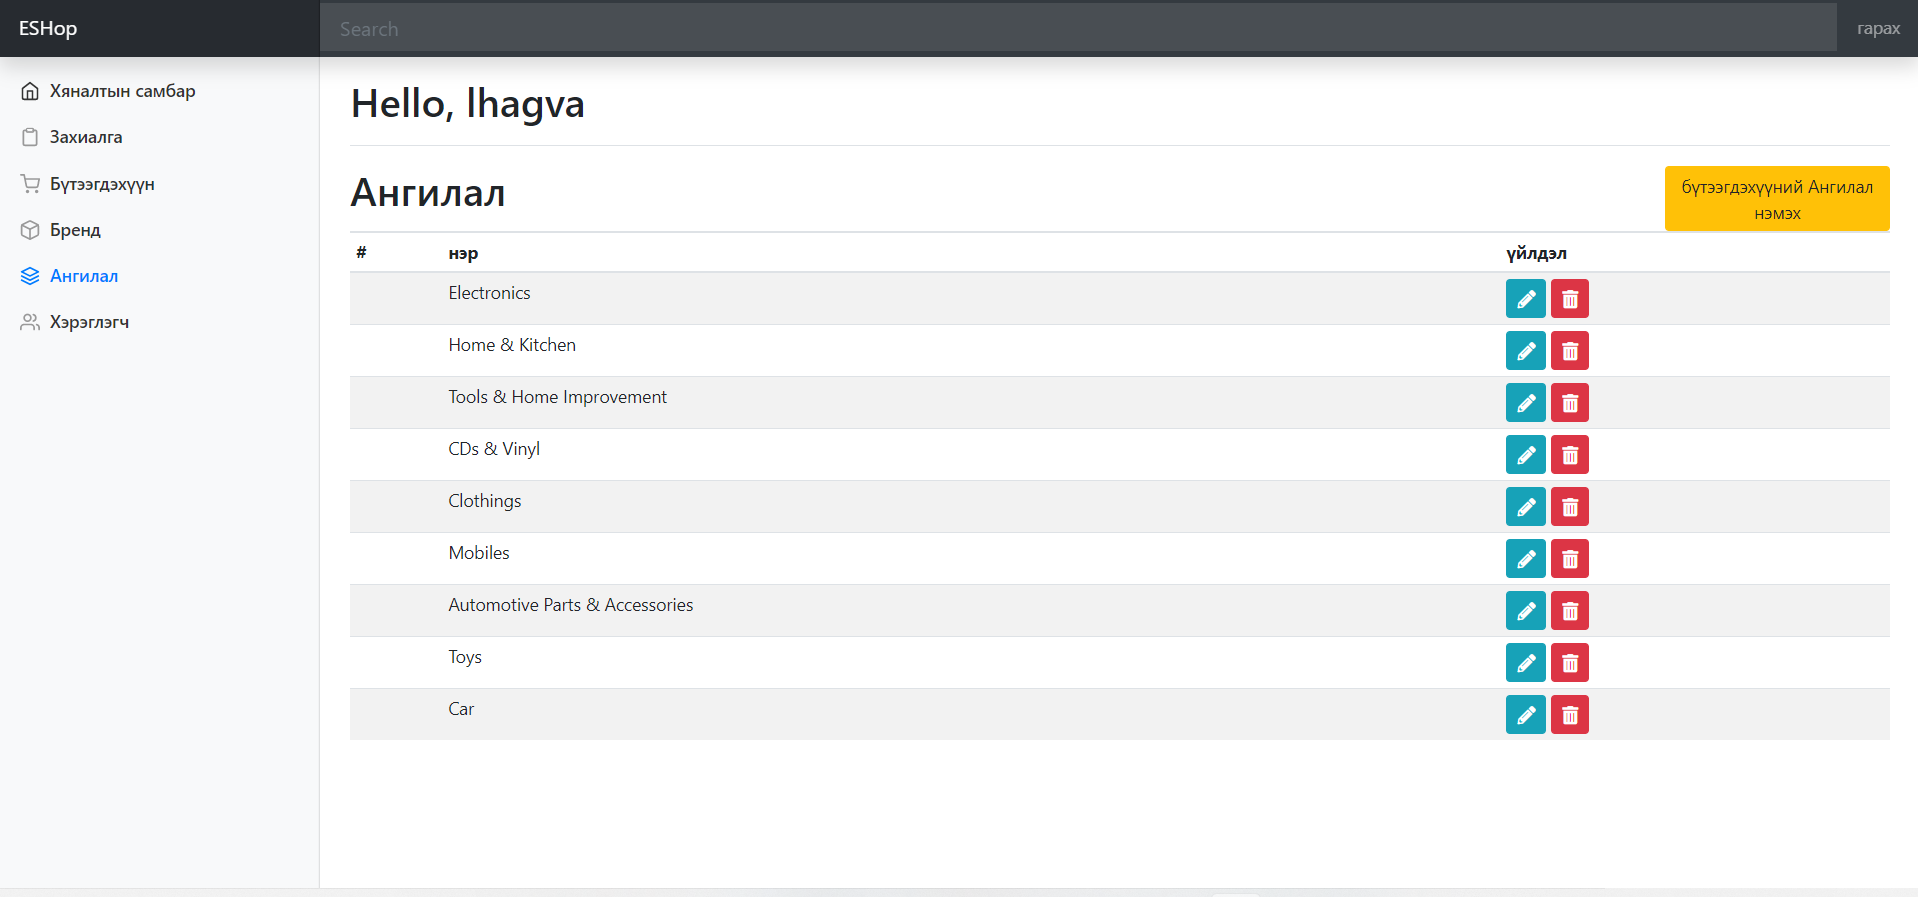 ESHop
Search
гарах
Хяналтын самбар
Захиалга
Бүтээгдэхүүн
Бренд
Ангилал
Хэрэглэгч
Hello, lhagva
Ангилал
бүтээгдэхүүний Ангилал
нэмэх
# нэр үйлдэл
Electronics
Home & Kitchen
Tools & Home Improvement
CDs & Vinyl
Clothings
Mobiles
Automotive Parts & Accessories
Toys
Car